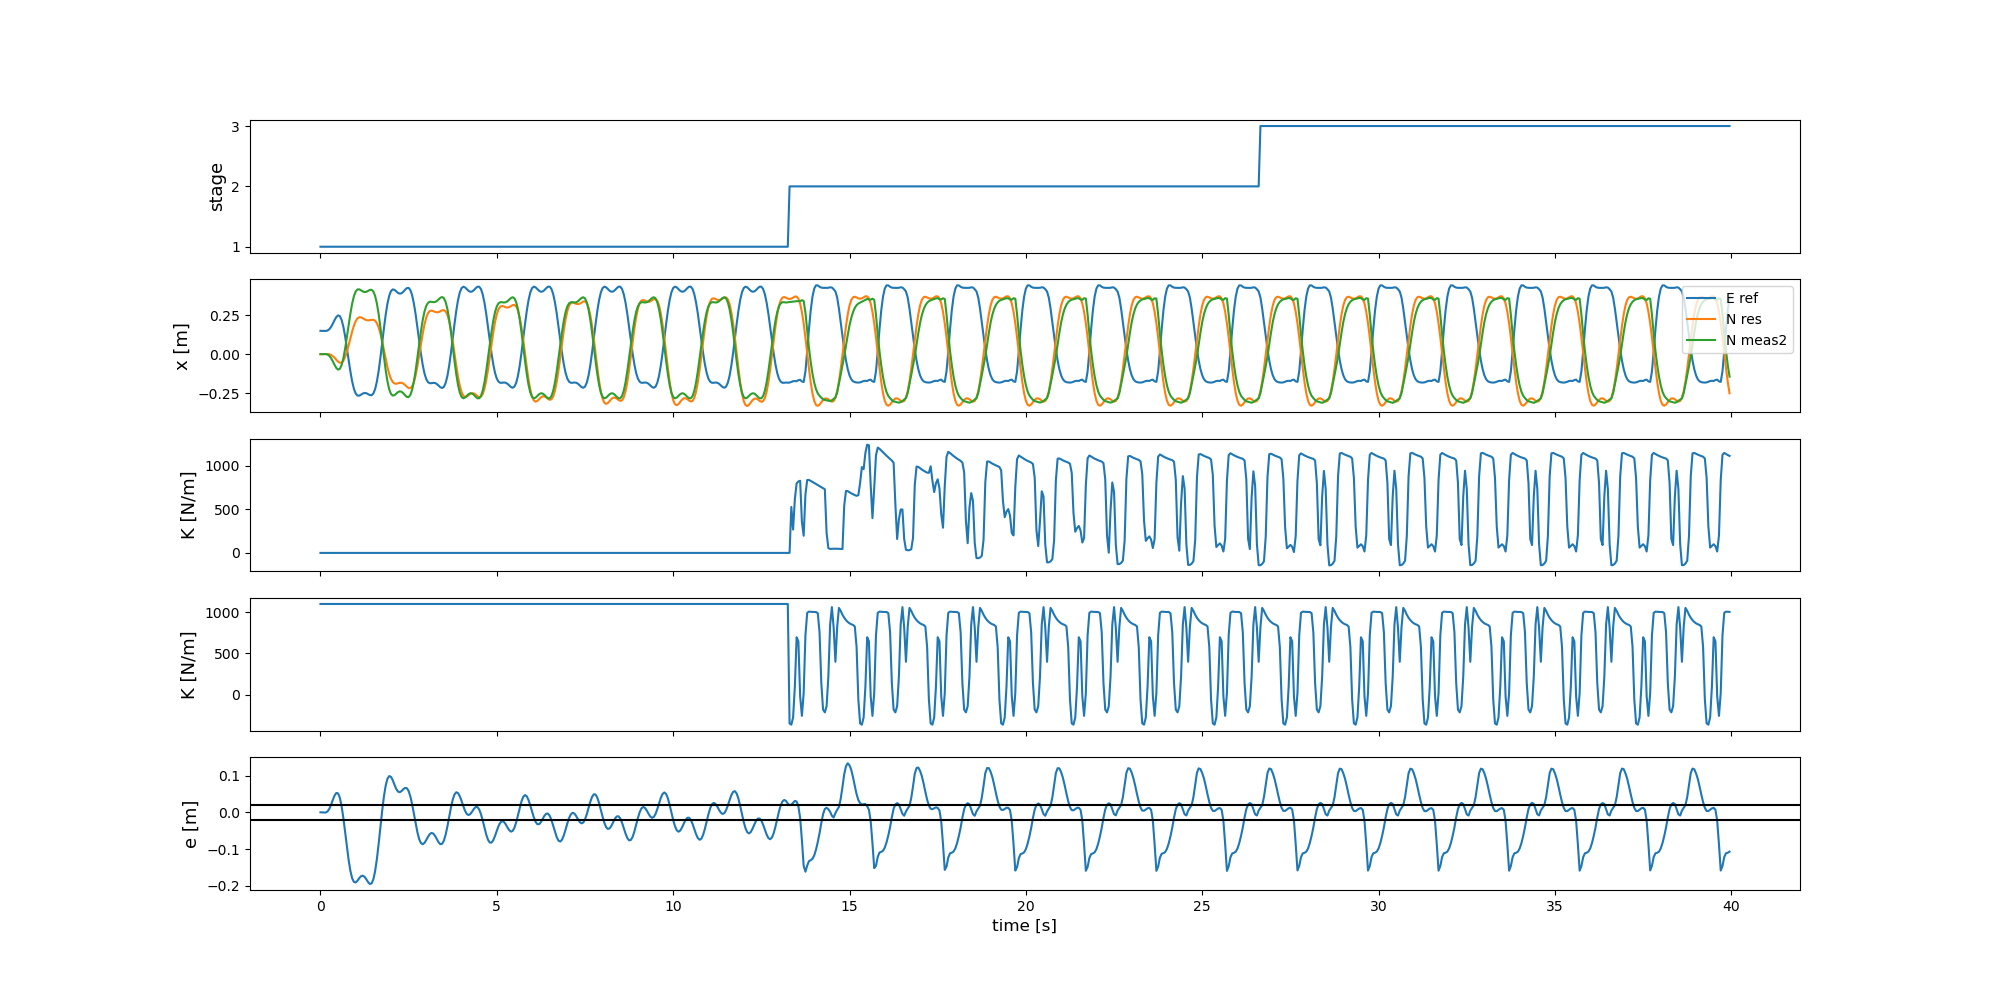 3
2
1
stage
0.25
0.00
−0.25
x [m]
E ref
N res
N meas2
1000
500
0
K [N/m]
1000
500
0
K [N/m]
0.1
0.0
−0.1
−0.2
e [m]
0 5 10 15 20 25 30 35 40
time [s]